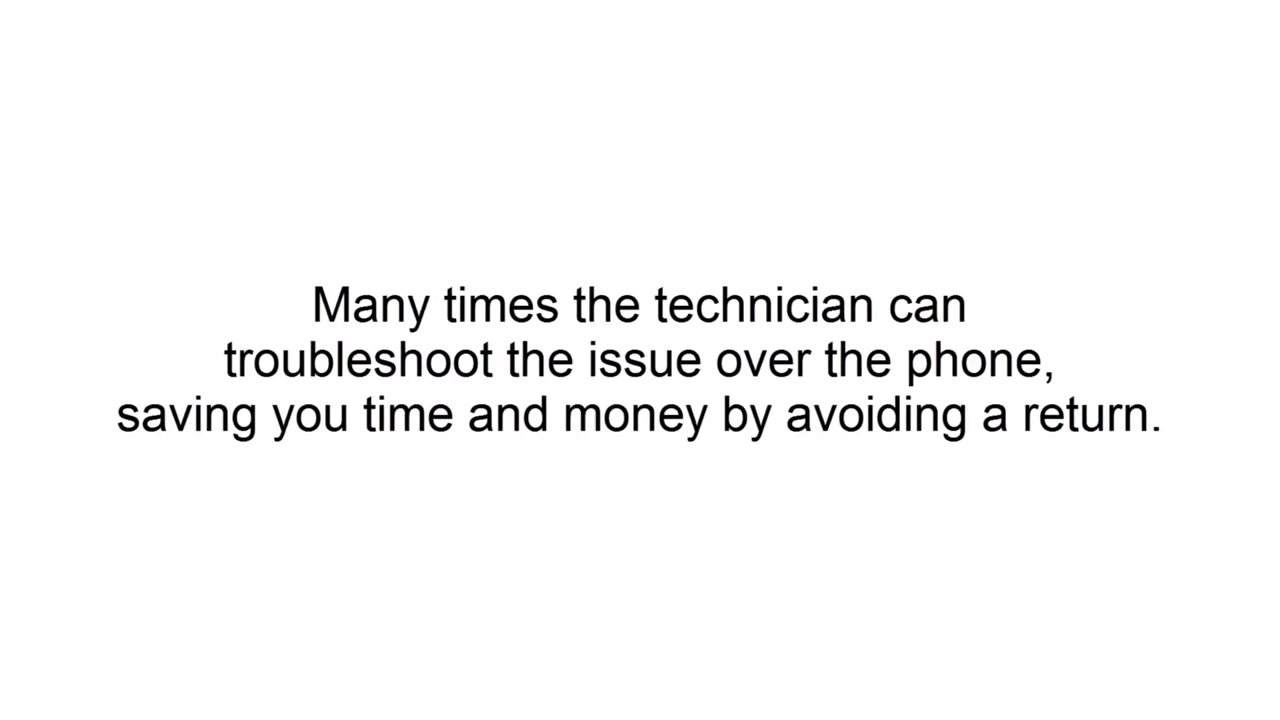 Many times the technician can
troubleshoot the issue over the phone,
saving you time and money by avoiding a return.